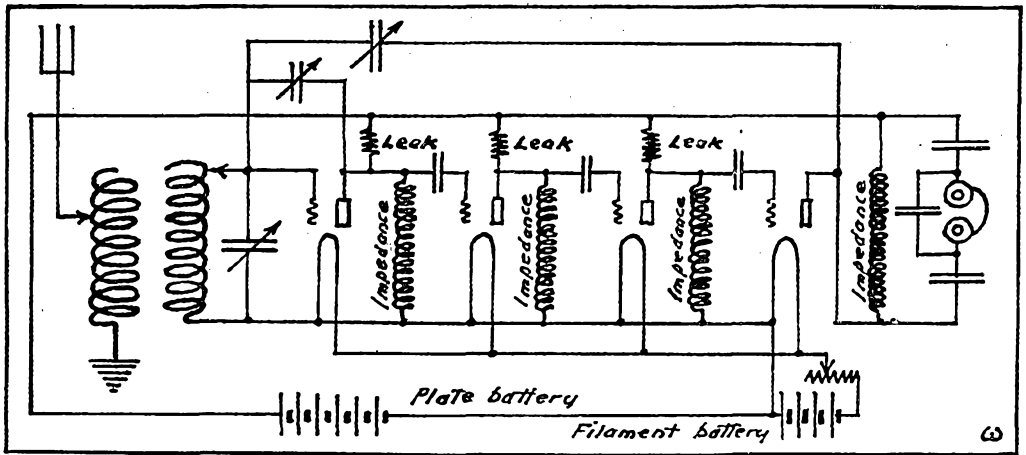 Leak
Leak
Leak
Impedance
Impedance
Impedance
Impedance
Plate battery
Filament battery